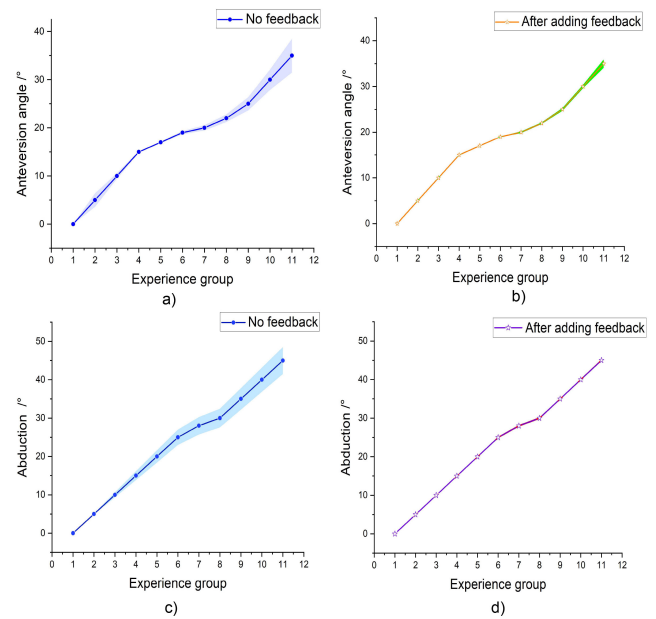 No feedback
40
30
20
10
0
Anteversion angle /°
0 1 2 3 4 5 6 7 8 9 10 11 12
Experience group
a)
After adding feedback
40
30
20
10
0
Anteversion angle /°
0 1 2 3 4 5 6 7 8 9 10 11 12
Experience group
b)
No feedback
50
40
30
20
10
0
Abduction /°
0 1 2 3 4 5 6 7 8 9 10 11 12
Experience group
c)
After adding feedback
50
40
30
20
10
0
Abduction /°
0 1 2 3 4 5 6 7 8 9 10 11 12
Experience group
d)